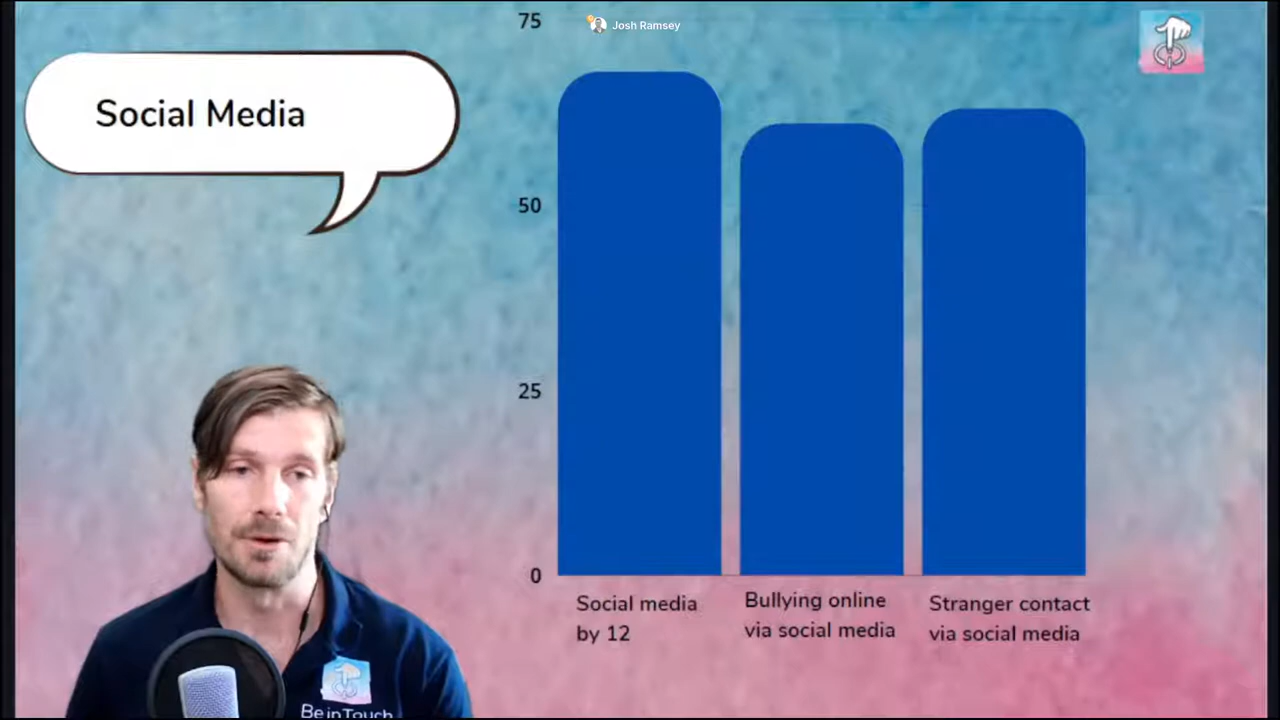 Josh Ramsey
Social Media
75
50
25
0
Social media
by 12
Bullying online
via social media
Stranger contact
via social media
Be in Touch